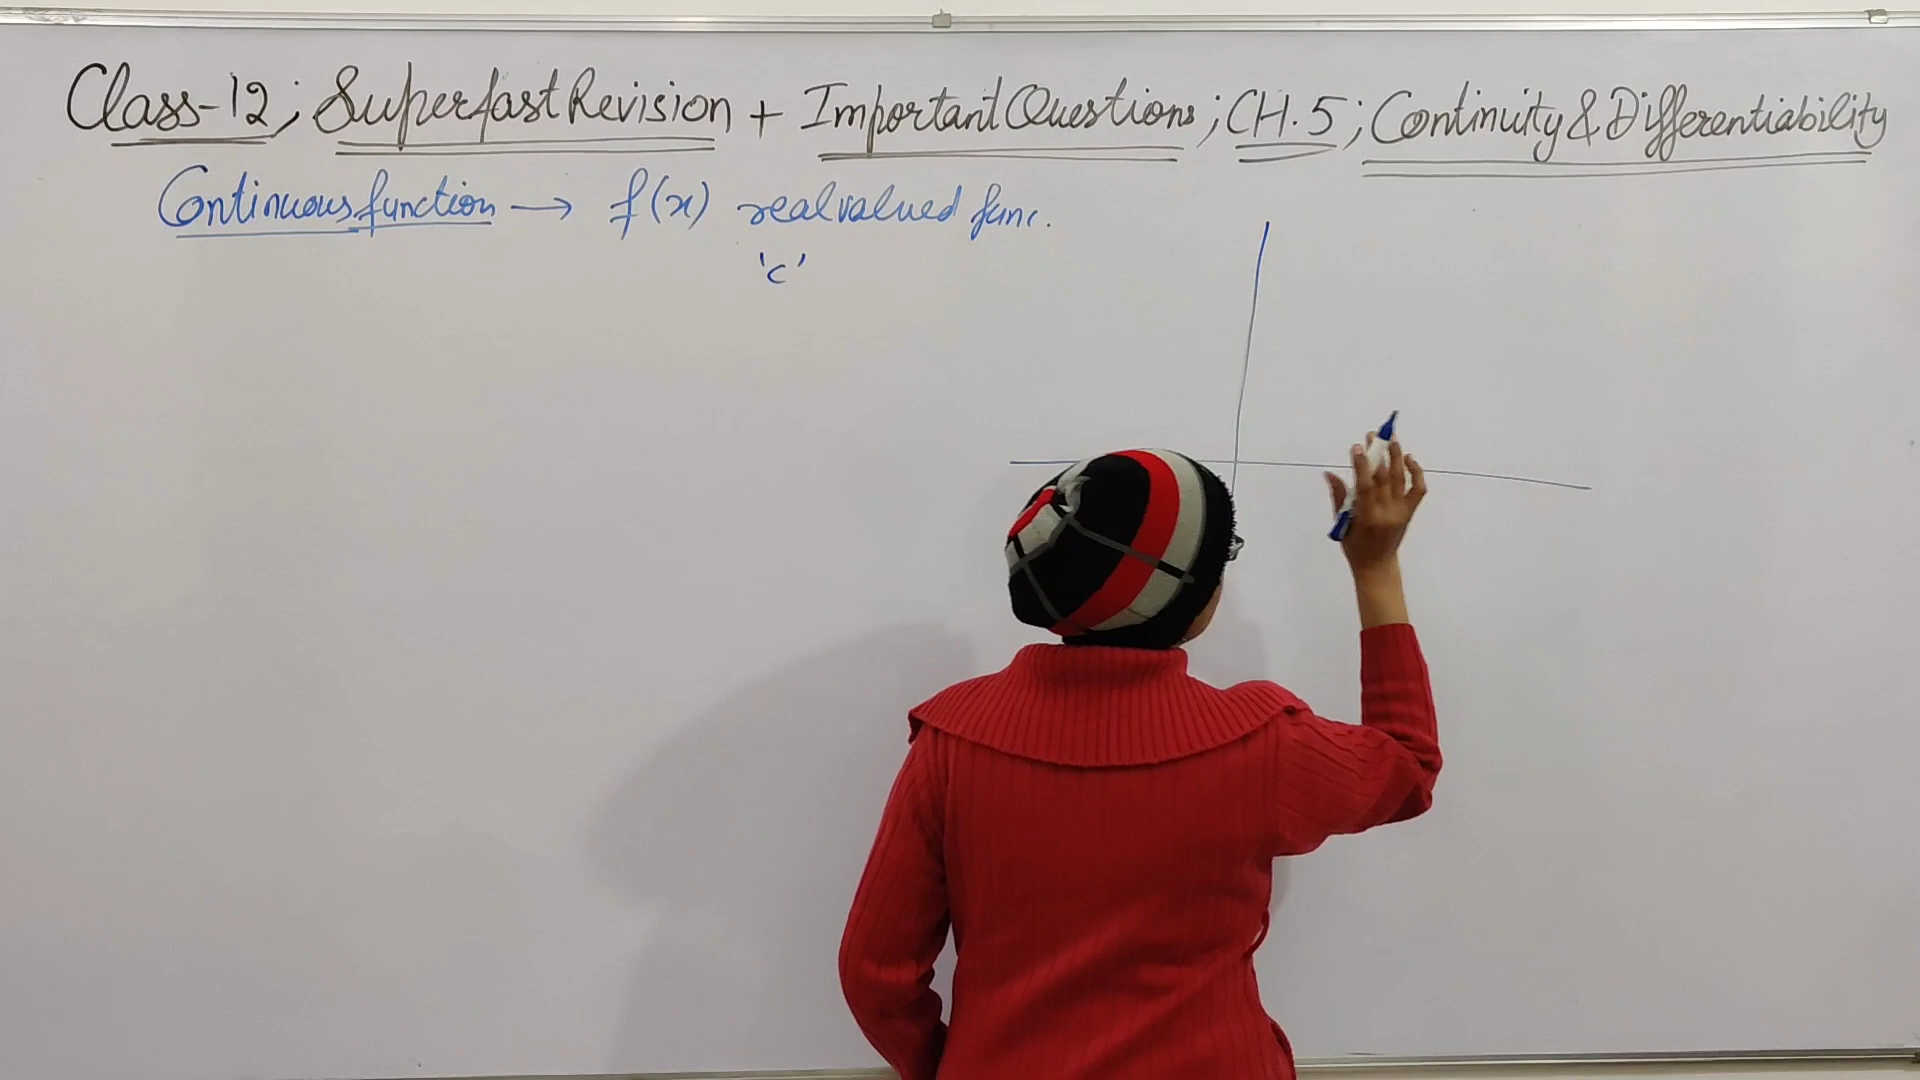 Class-12; Superfast Revision + Important Questions; CH.5; Continuity & Differentiability
Continuous function → f(x) real valued func.
'c'